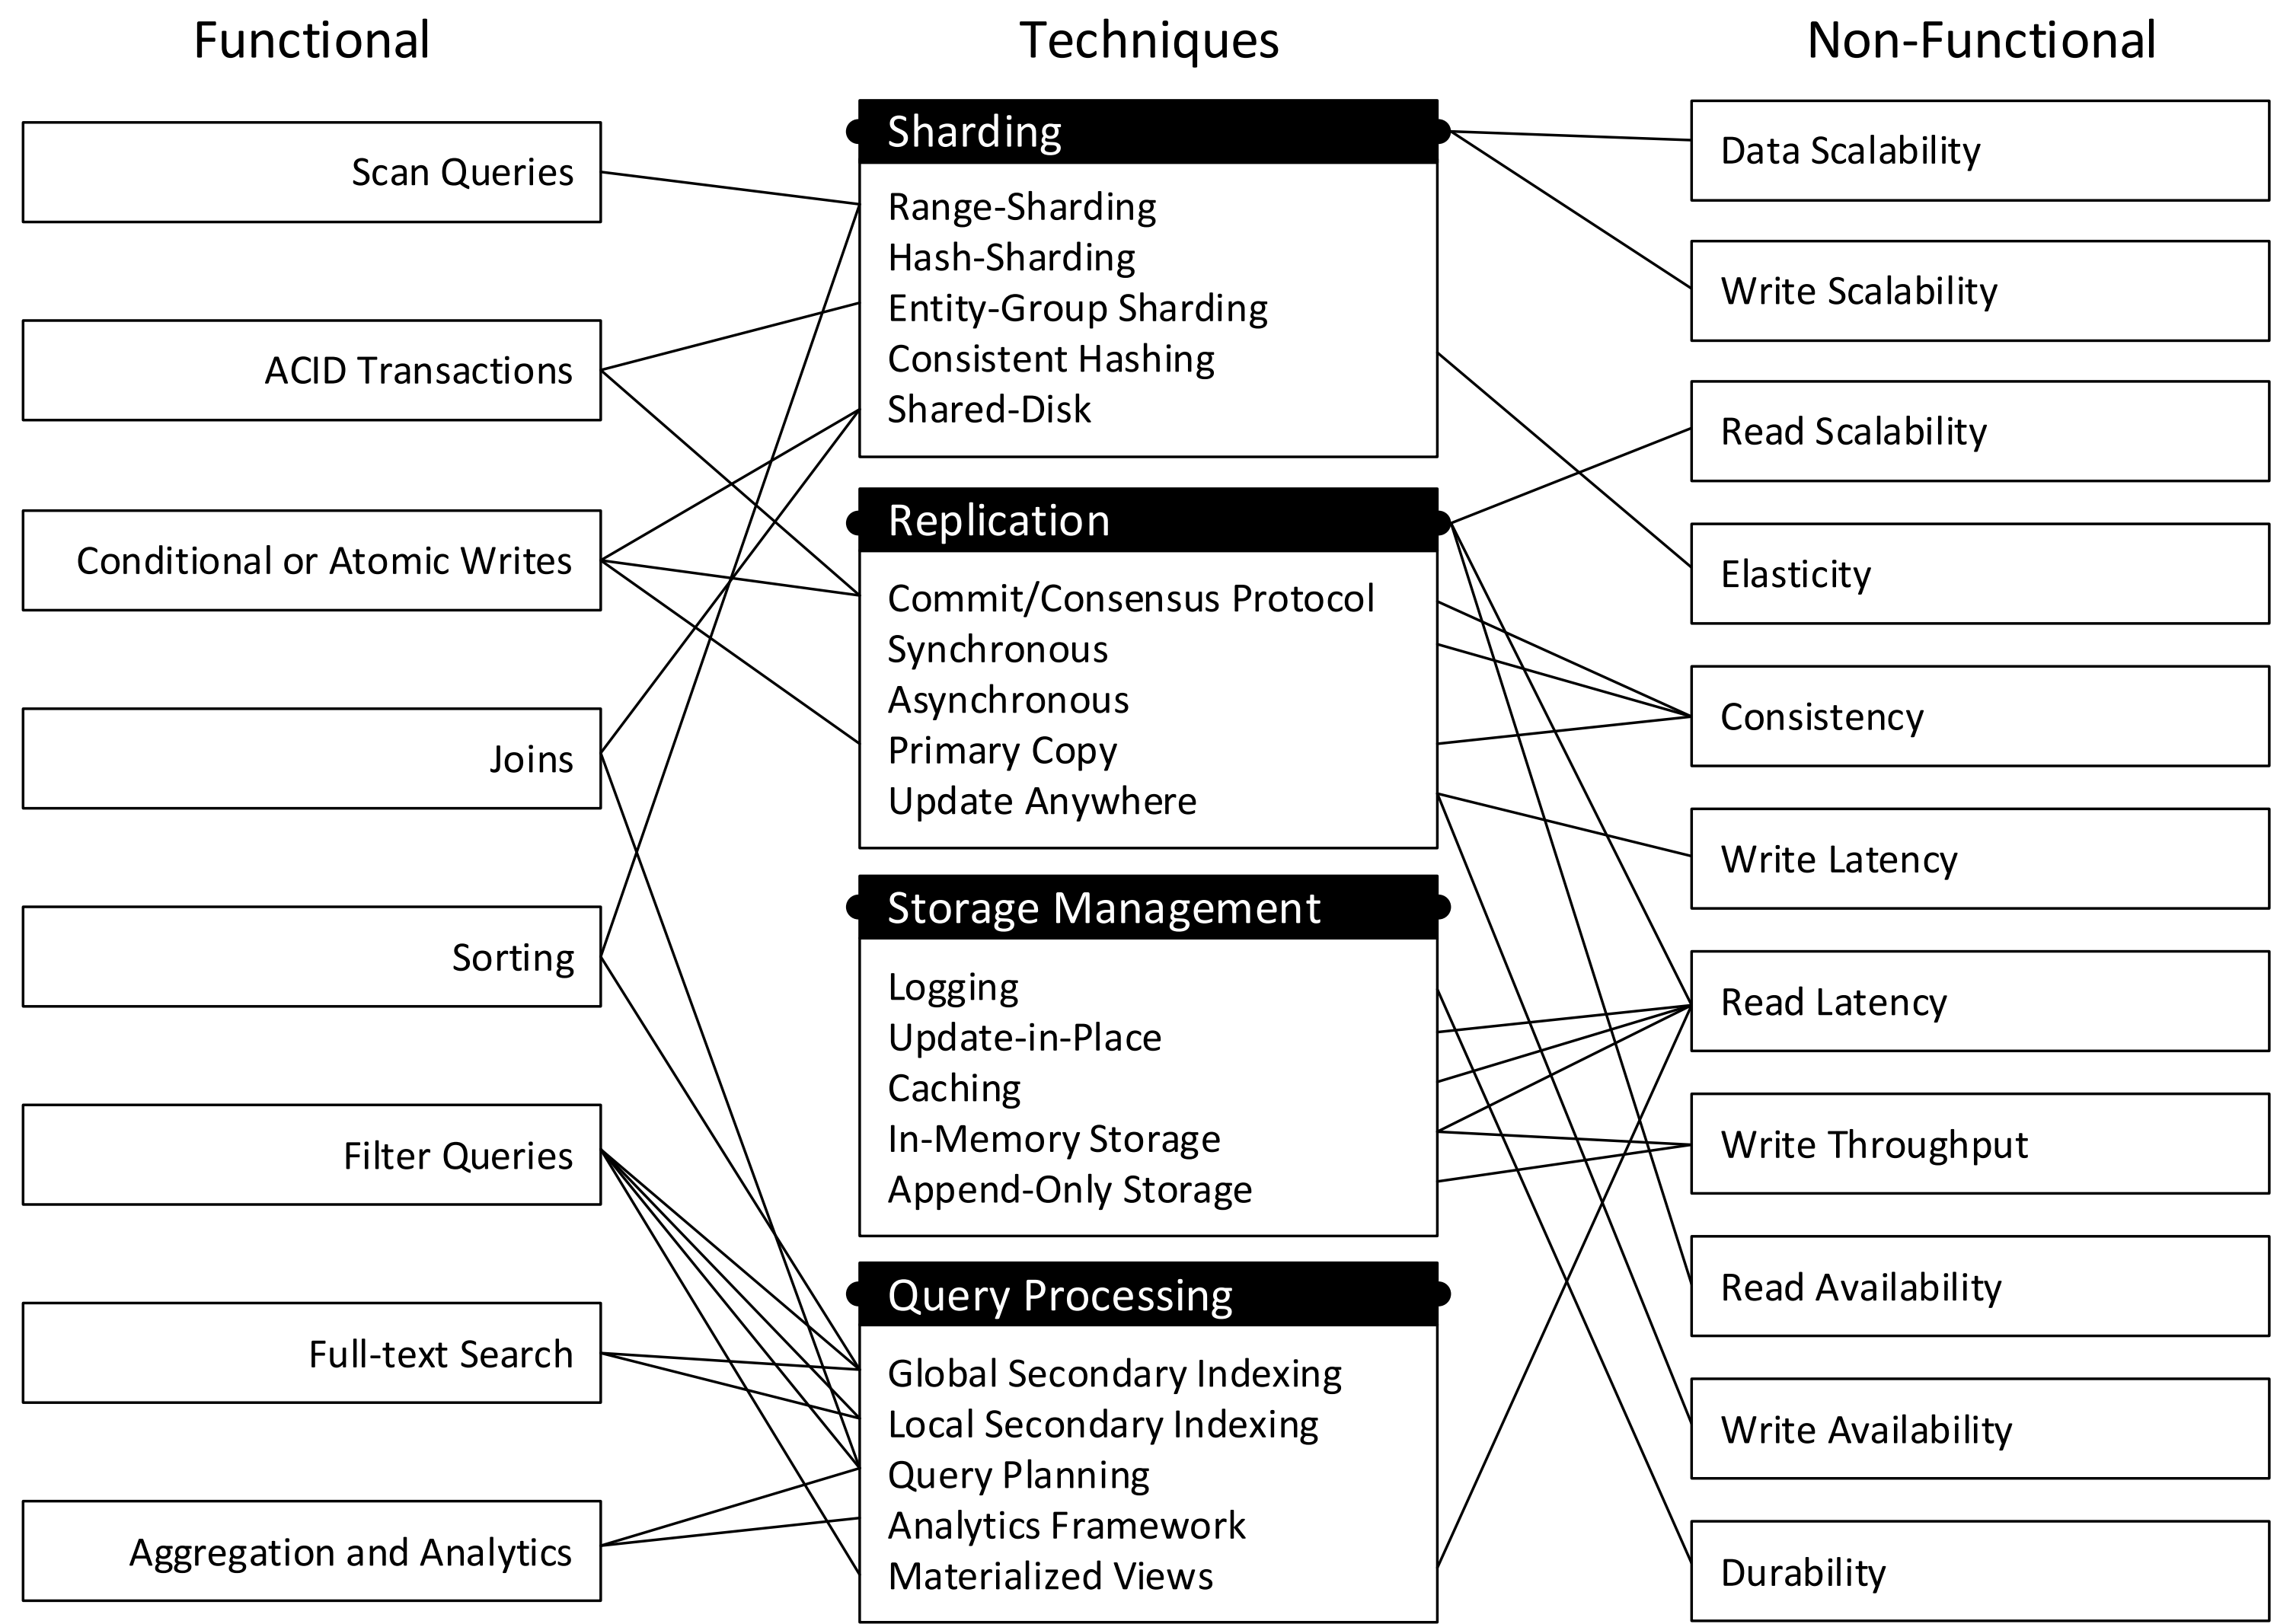 Functional
Techniques
Non-Functional
Scan Queries
ACID Transactions
Conditional or Atomic Writes
Joins
Sorting
Filter Queries
Full-text Search
Aggregation and Analytics
Sharding
Range-Sharding
Hash-Sharding
Entity-Group Sharding
Consistent Hashing
Shared-Disk
Replication
Commit/Consensus Protocol
Synchronous
Asynchronous
Primary Copy
Update Anywhere
Storage Management
Logging
Update-in-Place
Caching
In-Memory Storage
Append-Only Storage
Query Processing
Global Secondary Indexing
Local Secondary Indexing
Query Planning
Analytics Framework
Materialized Views
Data Scalability
Write Scalability
Read Scalability
Elasticity
Consistency
Write Latency
Read Latency
Write Throughput
Read Availability
Write Availability
Durability